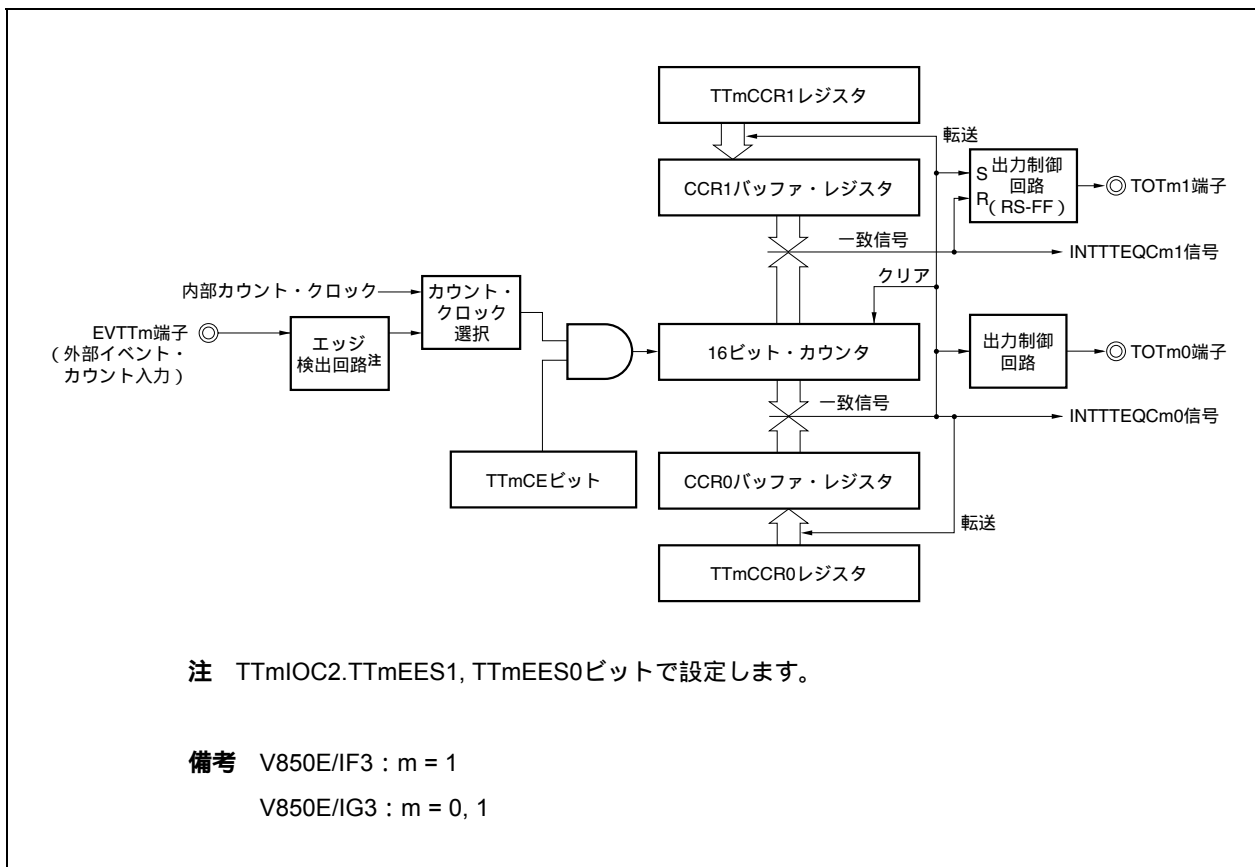 TTmCCR1レジスタ
転送
CCR1バッファ・レジスタ
S 出力制御
回路
R
( RS-FF )
TOTm1端子
一致信号
INTTTEQCm1信号
クリア
内部カウント・クロック
カウント・
クロック
選択
EVTTm端子
( 外部イベント・
カウント入力 )
エッジ
検出回路注
16ビット・カウンタ
出力制御
回路
TOTm0端子
一致信号
INTTTEQCm0信号
TTmCEビット
CCR0バッファ・レジスタ
転送
TTmCCR0レジスタ
注 TTmIOC2.TTmEES1, TTmEES0ビットで設定します。
備考 V850E/IF3:m = 1
V850E/IG3:m = 0, 1